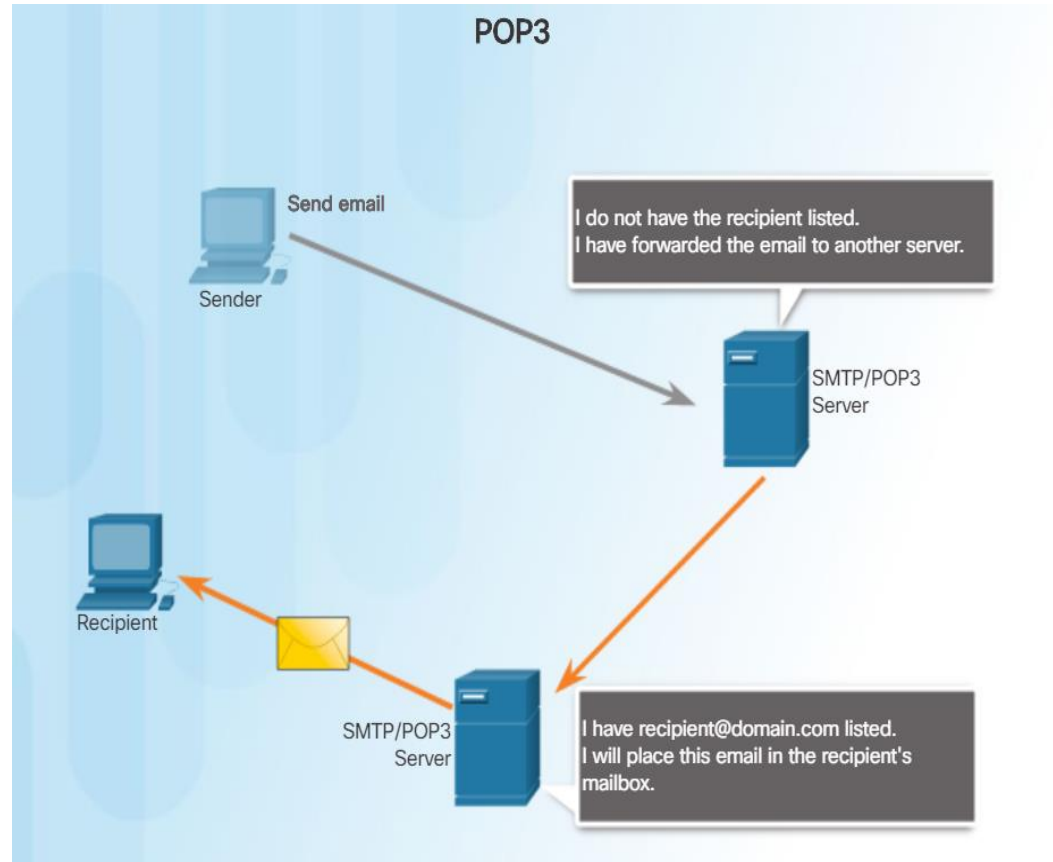 POP3
Send email
Sender
I do not have the recipient listed.
I have forwarded the email to another server.
SMTP/POP3
Server
Recipient
SMTP/POP3
Server
I have recipient@domain.com listed.
I will place this email in the recipient's
mailbox.